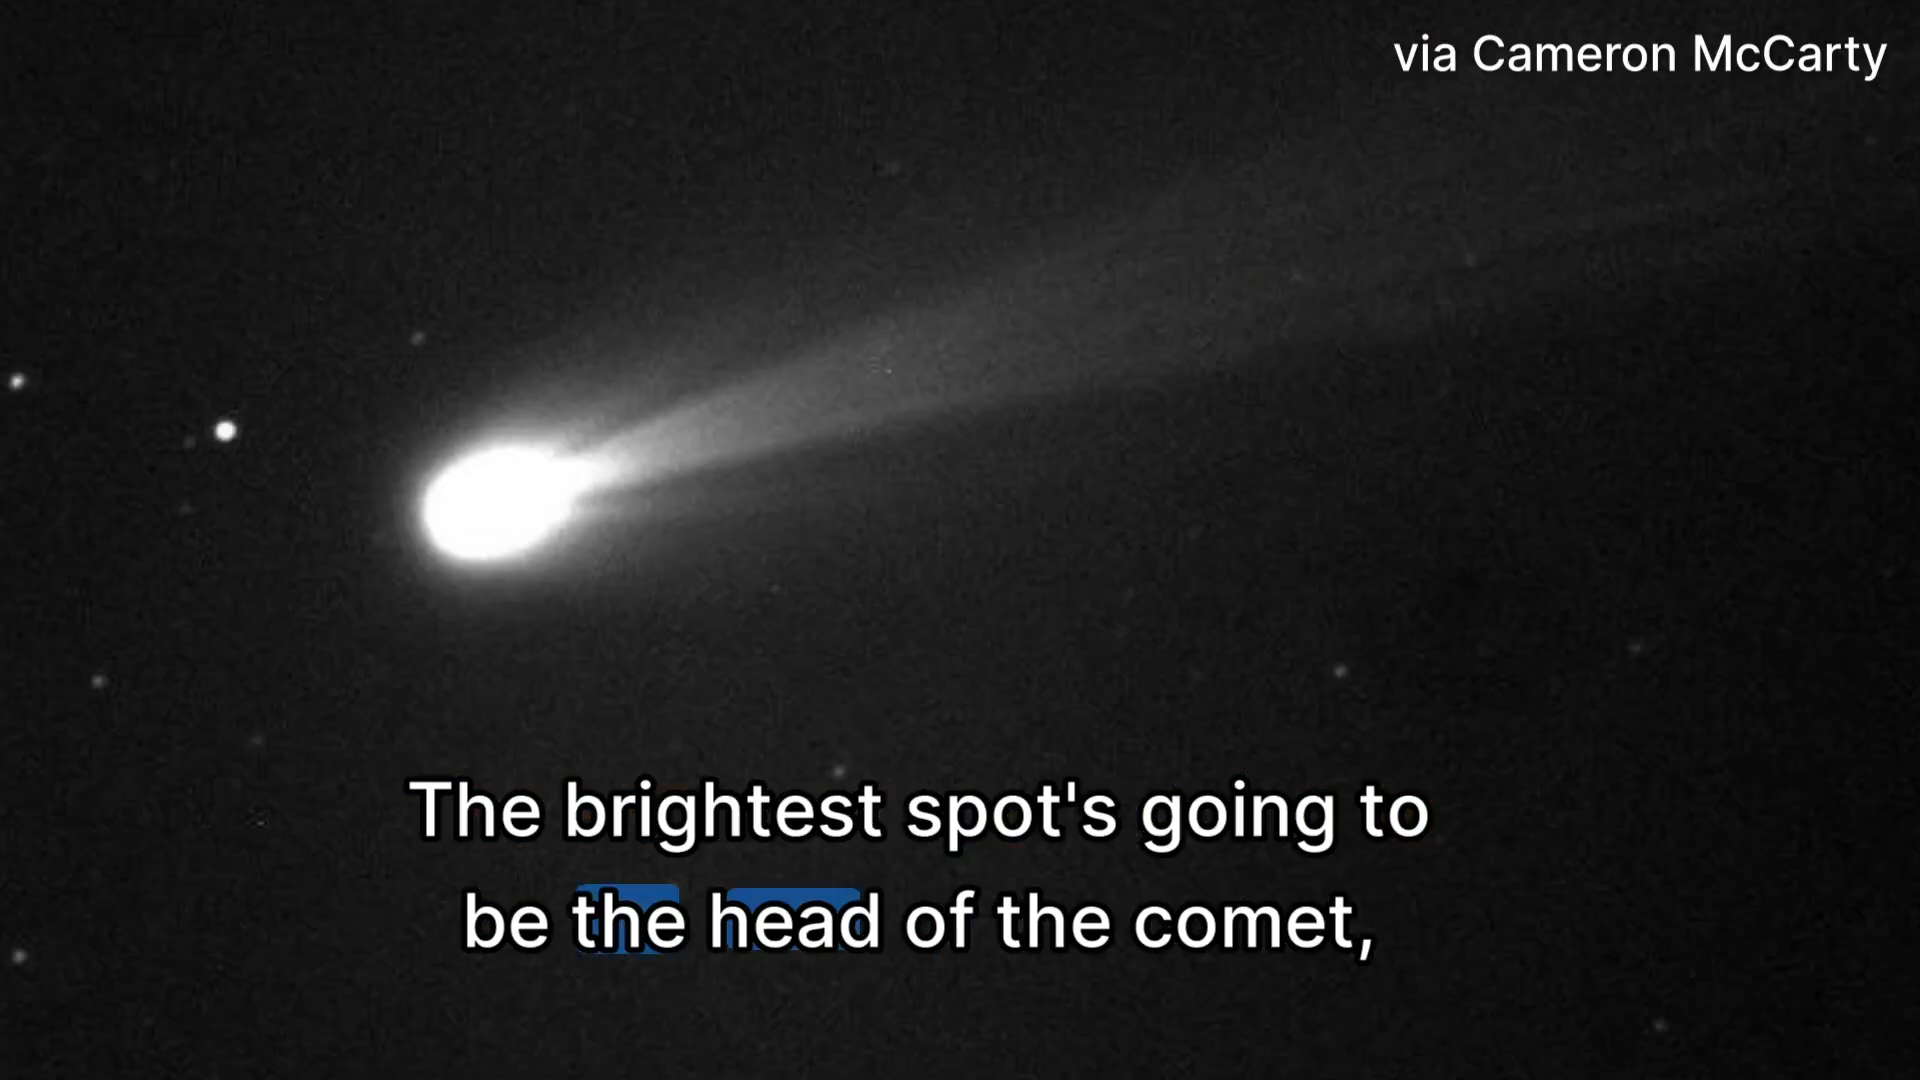 via Cameron McCarty
The brightest spot's going to
be the head of the comet,